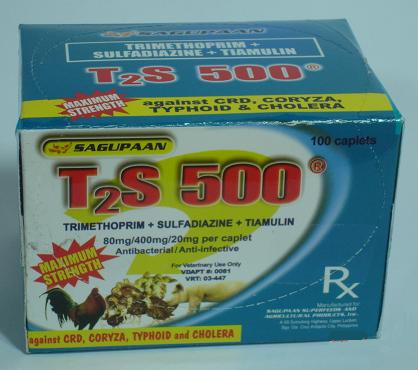 SAGUPAAN
TRIMETHOPRIM +
SULFADIAZINE + TIAMULIN
T2S 500®
MAXIMUM
STRENGTH
against CRD, CORYZA,
TYPHOID & CHOLERA
100 caplets
SAGUPAAN
T2S 500®
TRIMETHOPRIM + SULFADIAZINE + TIAMULIN
80mg/400mg/20mg per caplet
Antibacterial/Anti-infective
For Veterinary Use Only
VDAPT #: 0061
VRT: 03-447
MAXIMUM
STRENGTH
Rx
Manufactured for:
SAGUPAAN SUPERFEEDS AND
AGRICULTURAL PRODUCTS, Inc.
against CRD, CORYZA, TYPHOID and CHOLERA